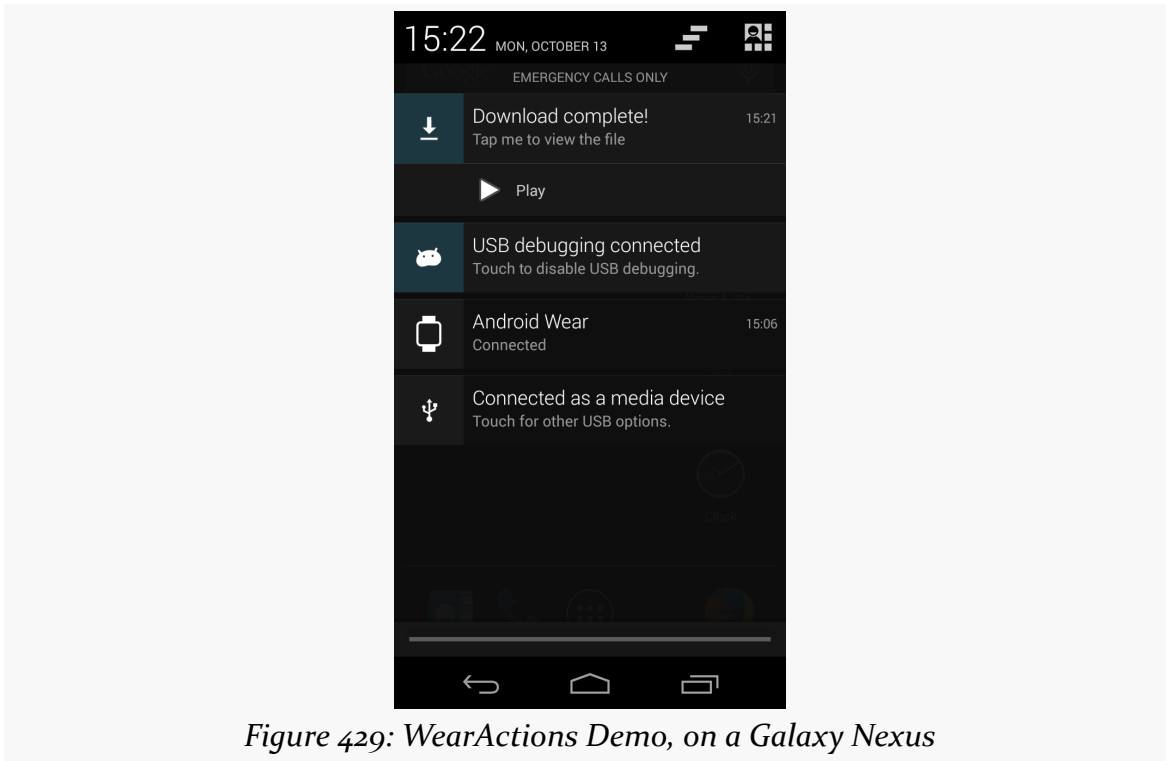 15:22 MON, OCTOBER 13
EMERGENCY CALLS ONLY
Download complete! 15:21
Tap me to view the file
Play
USB debugging connected
Touch to disable USB debugging.
Android Wear 15:06
Connected
Connected as a media device
Touch for other USB options.
Clock
Figure 429: WearActions Demo, on a Galaxy Nexus